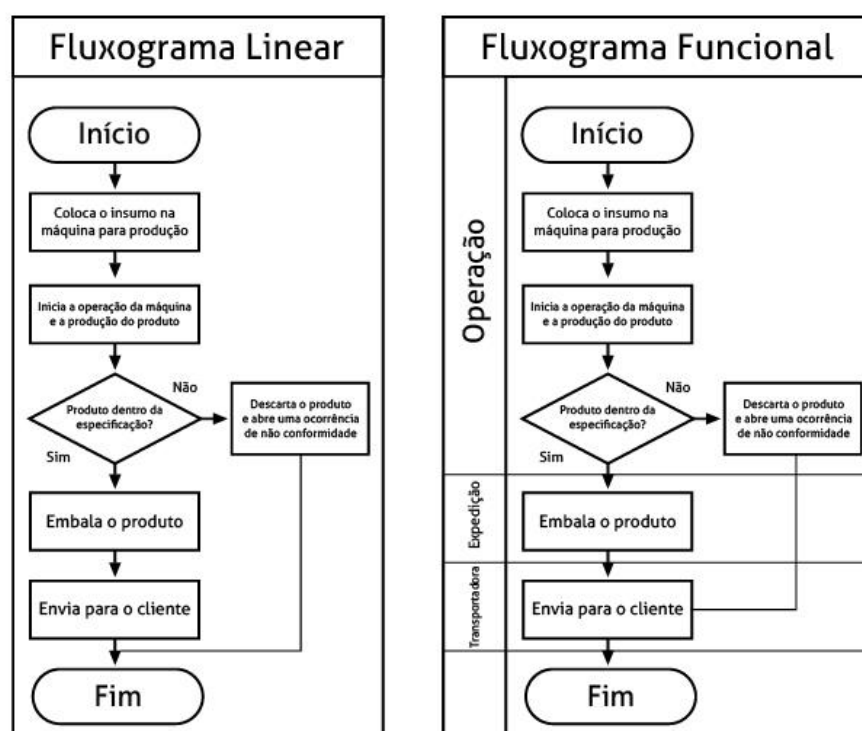 Fluxograma Linear
Início
Coloca o insumo na
máquina para produção
Inicia a operação da máquina
e a produção do produto
Produto dentro da
especificação?
Não
Sim
Descarta o produto
e abre uma ocorrência
de não conformidade
Embala o produto
Envia para o cliente
Fim
Fluxograma Funcional
Operação
Início
Coloca o insumo na
máquina para produção
Inicia a operação da máquina
e a produção do produto
Produto dentro da
especificação?
Não
Sim
Descarta o produto
e abre uma ocorrência
de não conformidade
Expedição
Embala o produto
Transportadora
Envia para o cliente
Fim